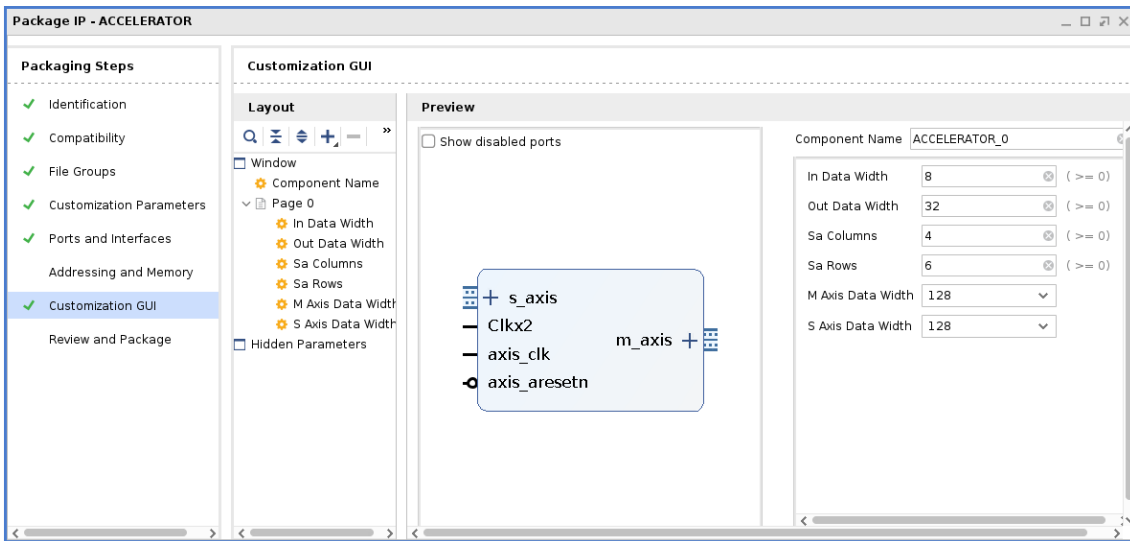 Package IP - ACCELERATOR
Packaging Steps
Identification
Compatibility
File Groups
Customization Parameters
Ports and Interfaces
Addressing and Memory
Customization GUI
Review and Package
Customization GUI
Layout
»
Window
Component Name
Page 0
In Data Width
Out Data Width
Sa Columns
Sa Rows
M Axis Data Width
S Axis Data Width
Hidden Parameters
Preview
Show disabled ports
s_axis
Clkx2
axis_clk
axis_aresetn
m_axis
Component Name ACCELERATOR_0
In Data Width 8 ( >= 0)
Out Data Width 32 ( >= 0)
Sa Columns 4 ( >= 0)
Sa Rows 6 ( >= 0)
M Axis Data Width 128
S Axis Data Width 128